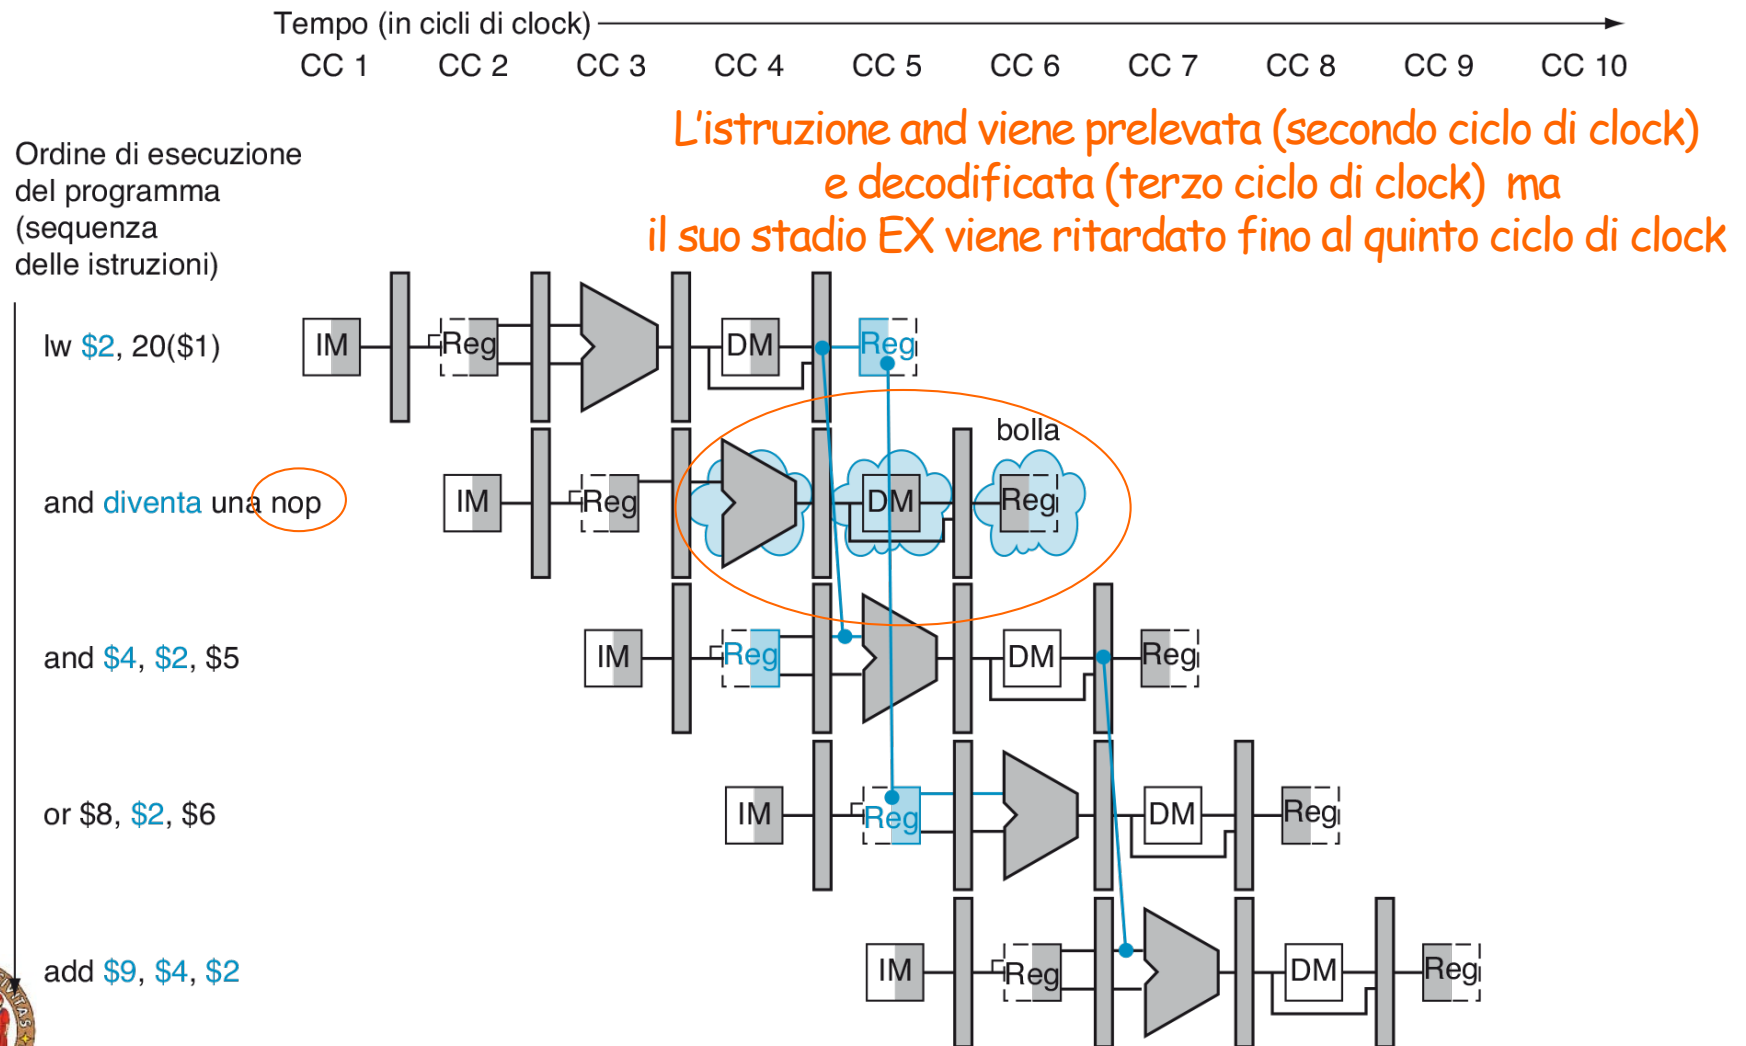 Tempo (in cicli di clock)
CC 1 CC 2 CC 3 CC 4 CC 5 CC 6 CC 7 CC 8 CC 9 CC 10
L'istruzione and viene prelevata (secondo ciclo di clock)
e decodificata (terzo ciclo di clock) ma
il suo stadio EX viene ritardato fino al quinto ciclo di clock
Ordine di esecuzione
del programma
(sequenza
delle istruzioni)
lw $2, 20($1)
IM Reg DM Reg
bolla
and diventa una nop
IM Reg DM Reg
and $4, $2, $5
IM Reg DM Reg
or $8, $2, $6
IM Reg DM Reg
add $9, $4, $2
IM Reg DM Reg